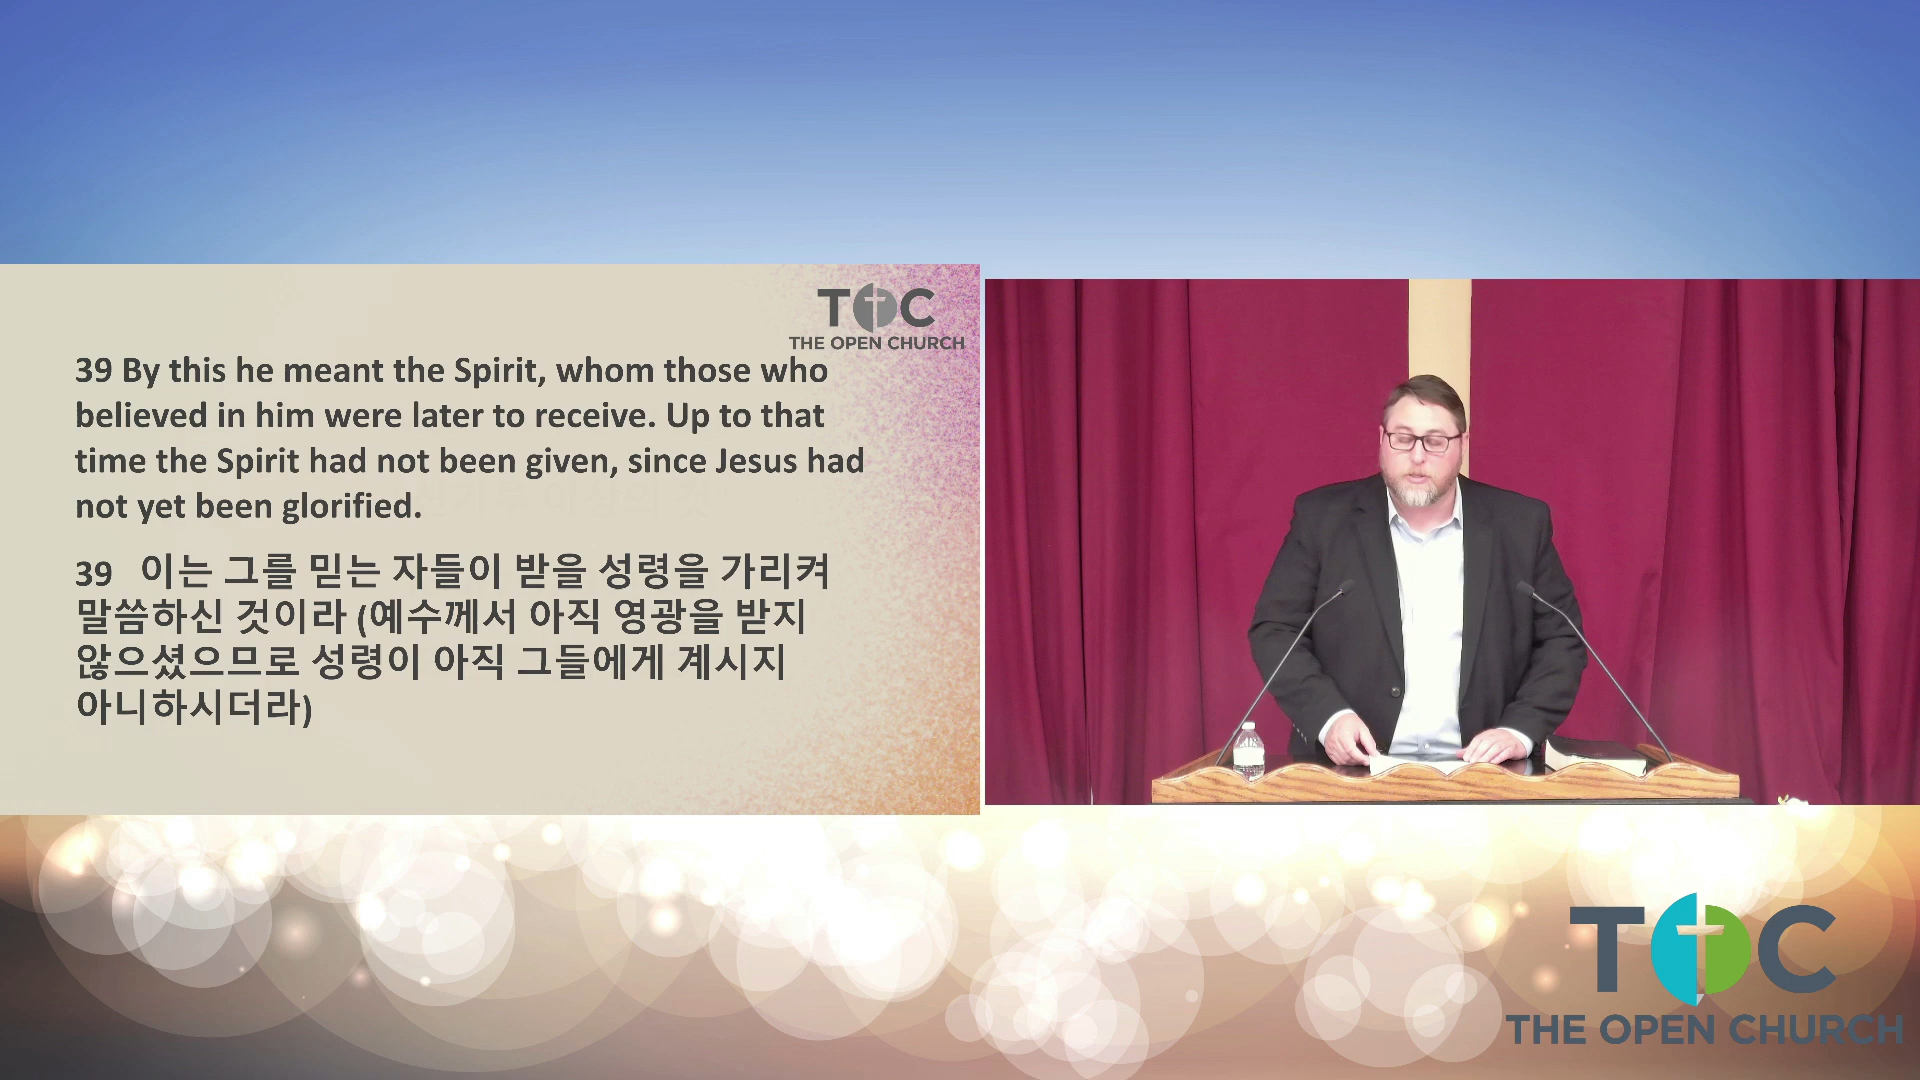 TOC
THE OPEN CHURCH
39 By this he meant the Spirit, whom those who
believed in him were later to receive. Up to that
time the Spirit had not been given, since Jesus had
not yet been glorified.
39 이는 그를 믿는 자들이 받을 성령을 가리켜
말씀하신 것이라 (예수께서 아직 영광을 받지
않으셨으므로 성령이 아직 그들에게 계시지
아니하시더라)
TOC
THE OPEN CHURCH